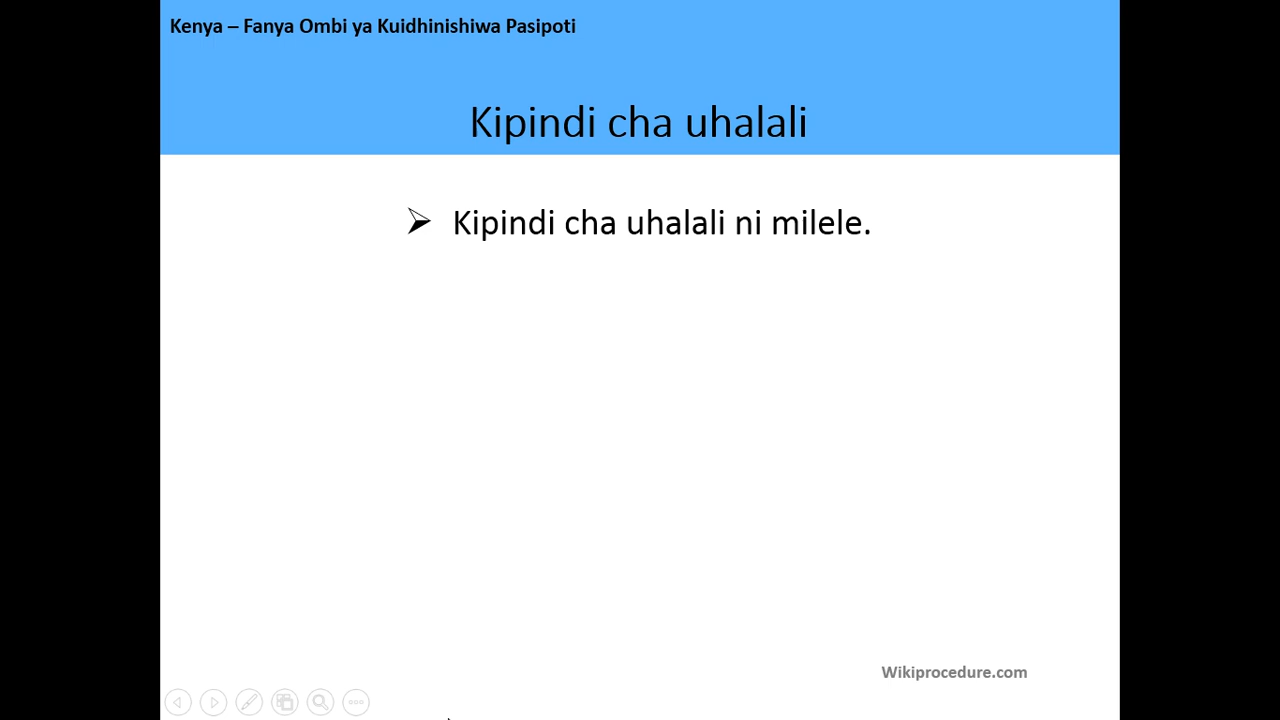 Kenya – Fanya Ombi ya Kuidhinishiwa Pasipoti
Kipindi cha uhalali
Kipindi cha uhalali ni milele.
Wikiprocedure.com